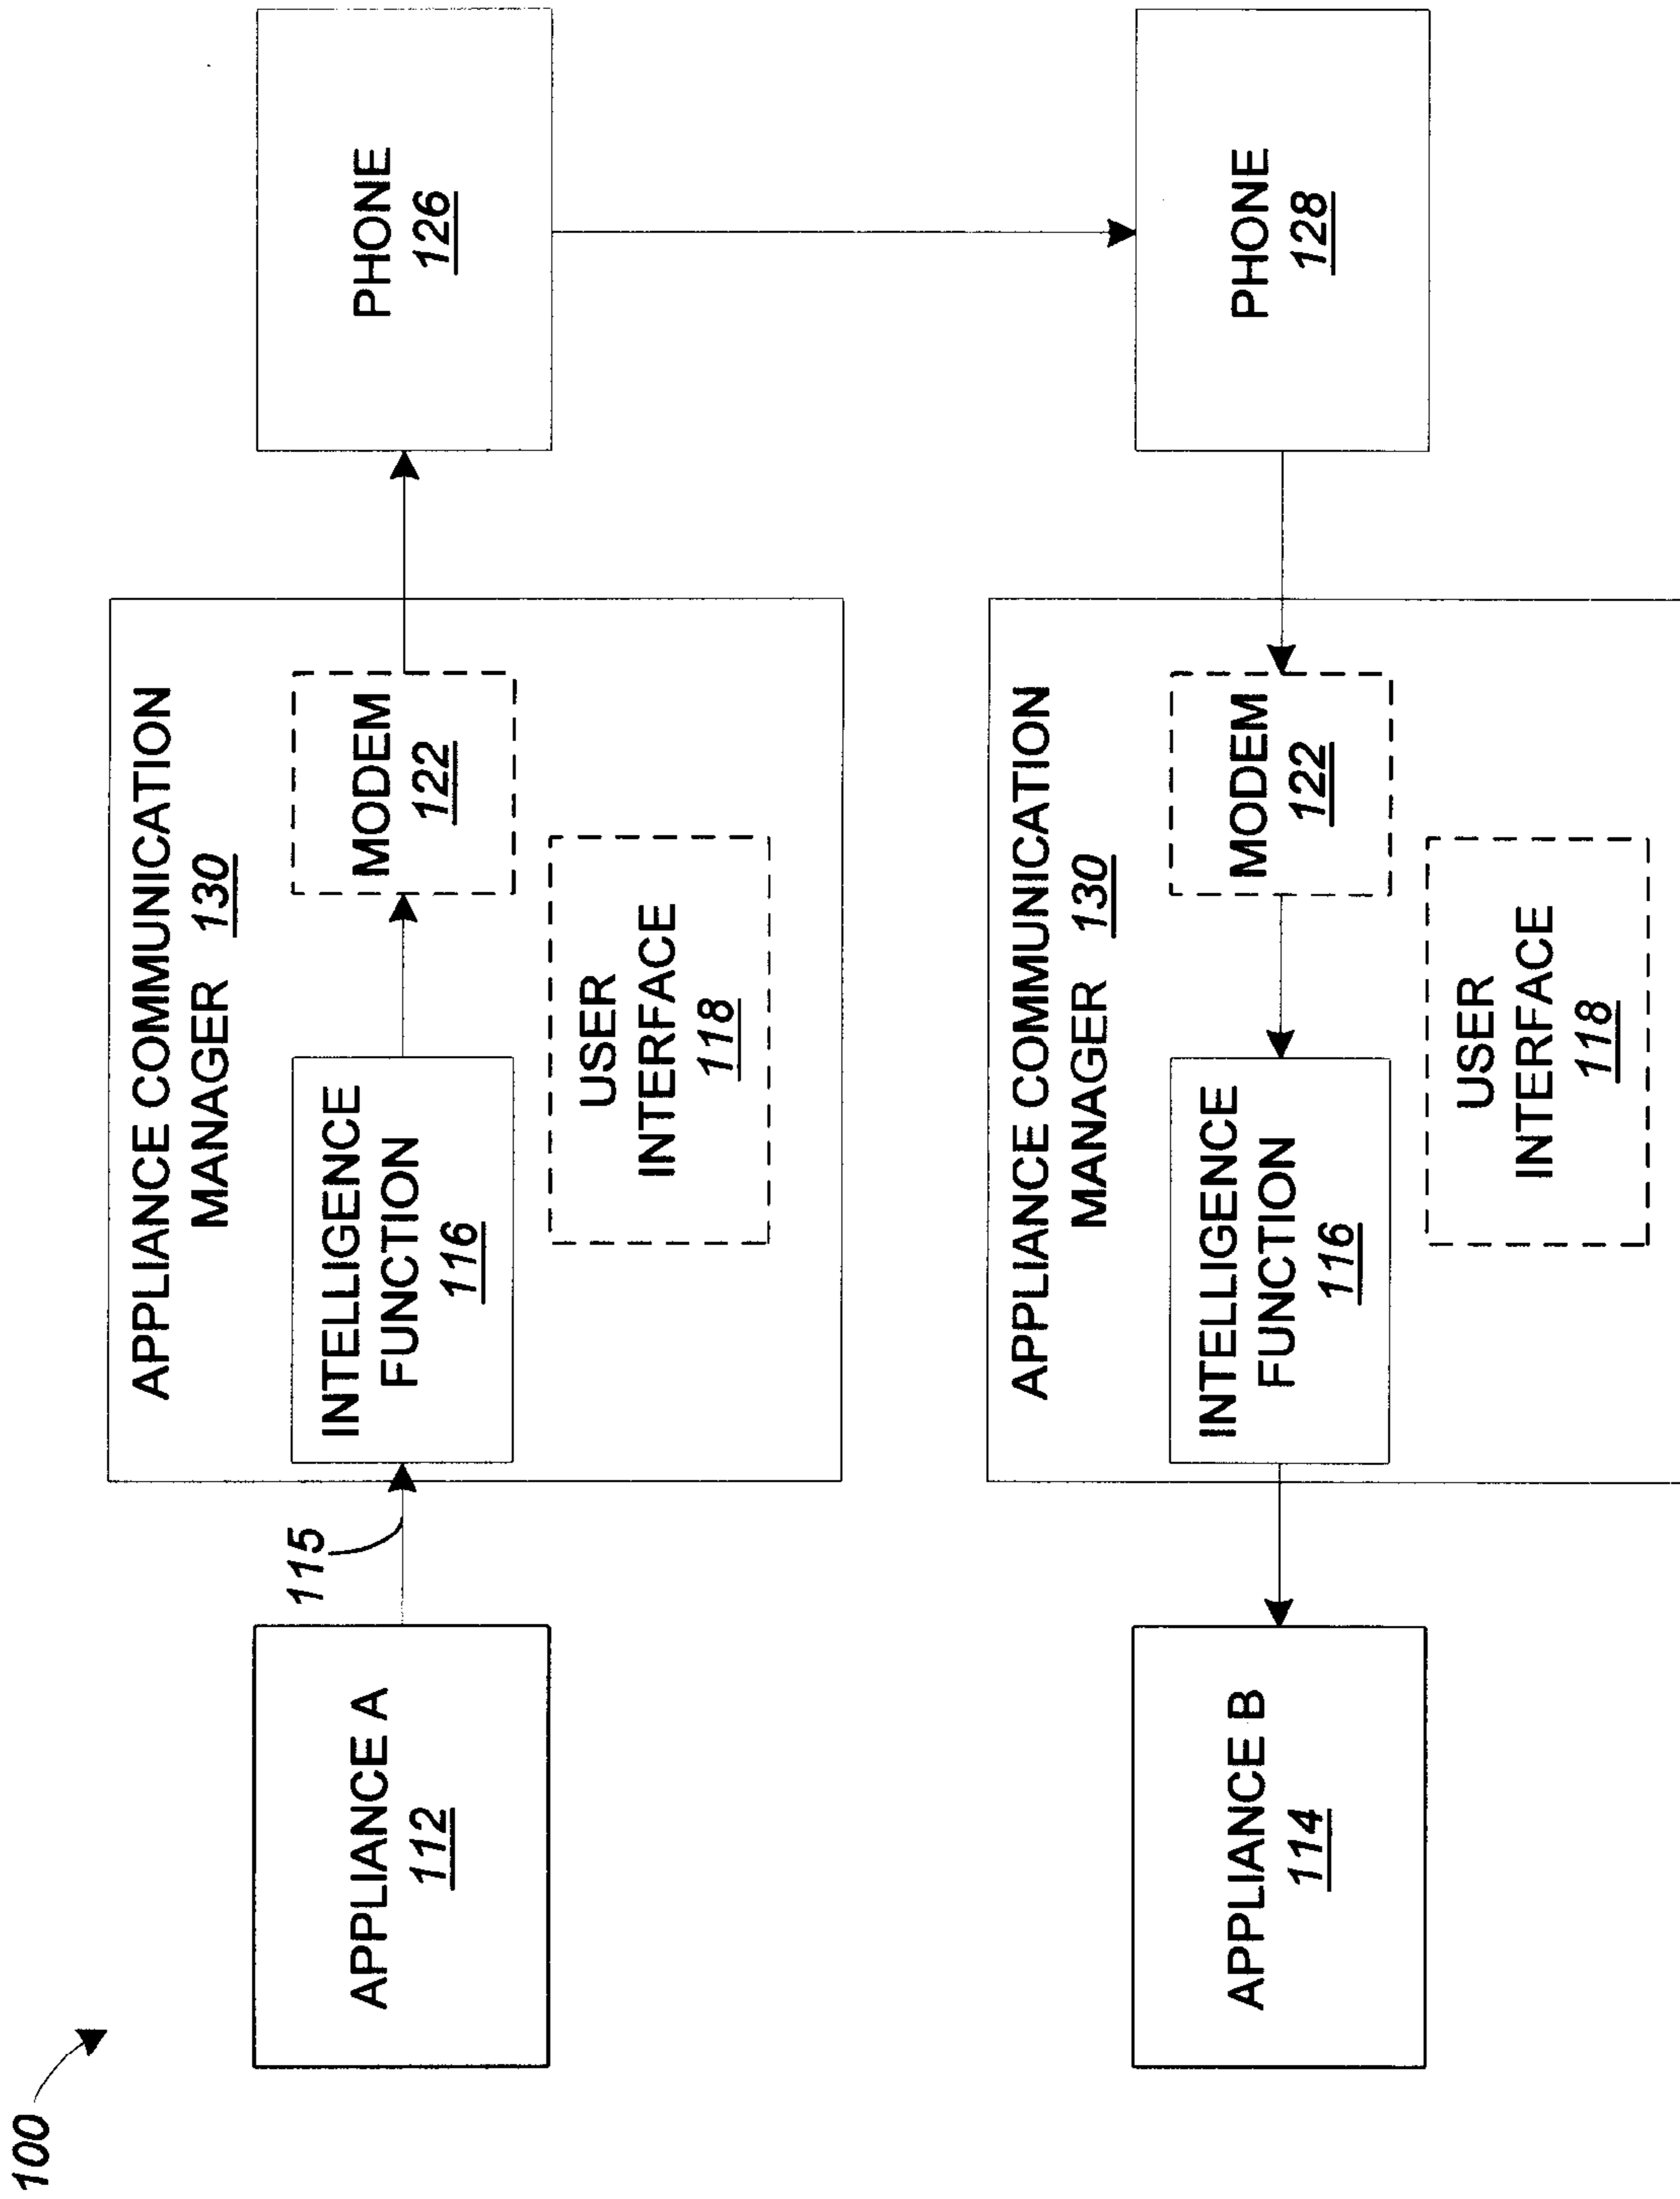 100
APPLIANCE A
112
115
APPLIANCE COMMUNICATION
MANAGER 130
INTELLIGENCE
FUNCTION
116
MODEM
122
USER
INTERFACE
118
PHONE
126
APPLIANCE B
114
APPLIANCE COMMUNICATION
MANAGER 130
INTELLIGENCE
FUNCTION
116
MODEM
122
USER
INTERFACE
118
PHONE
128